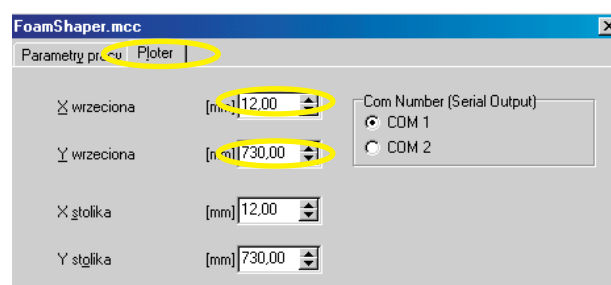 FoamShaper.mcc
Parametry pracy Ploter
X wrzeciona [mm] 12,00
Com Number (Serial Output)
COM 1
Y wrzeciona [mm] 730,00
COM 2
X stolika [mm] 12,00
Y stolika [mm] 730,00